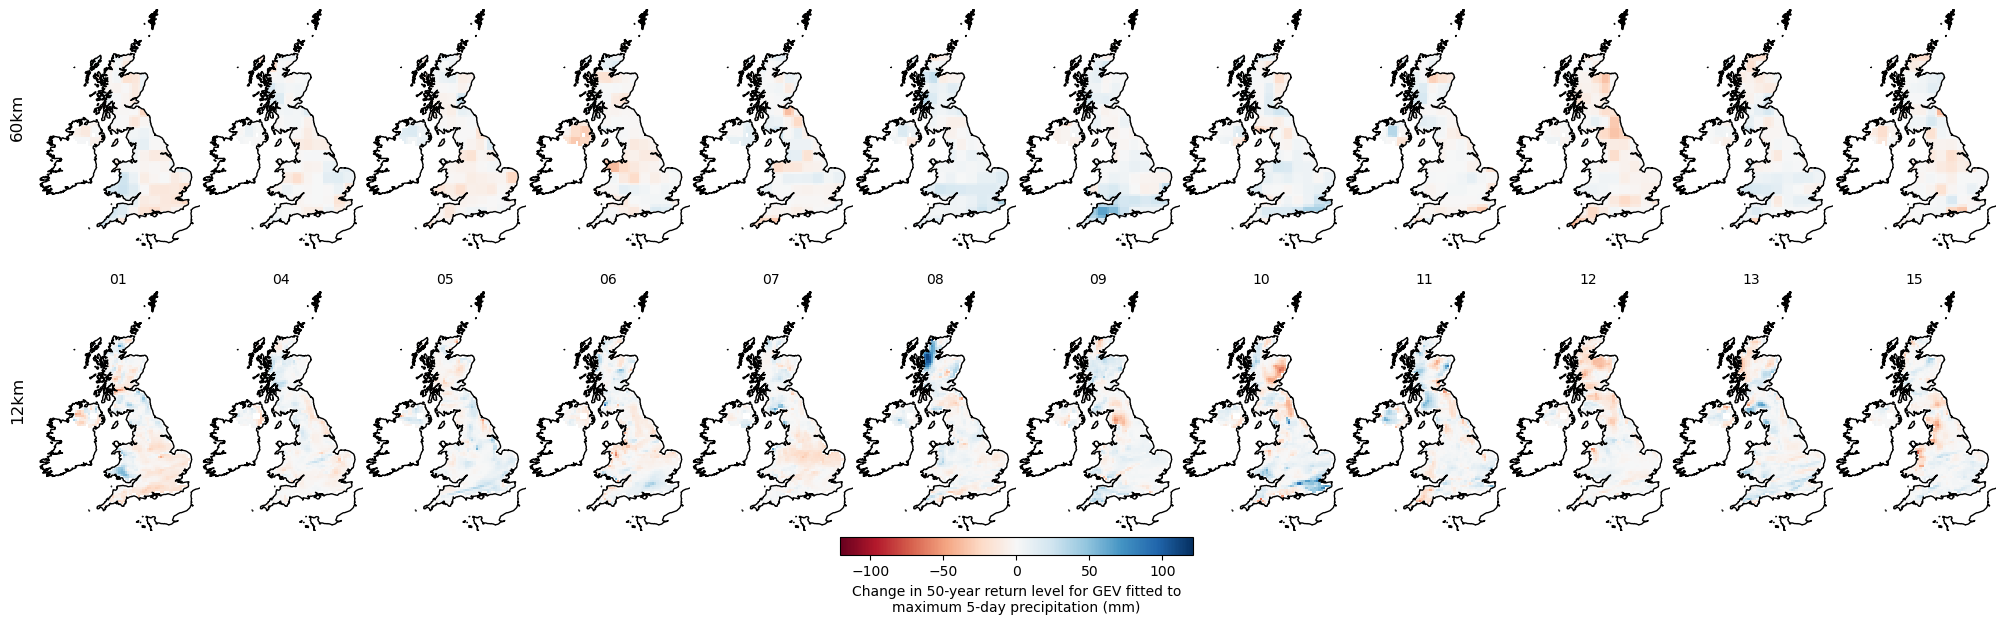 60km
01 04 05 06 07 08 09 10 11 12 13 15
12km
−100 −50 0 50 100
Change in 50-year return level for GEV fitted to
maximum 5-day precipitation (mm)